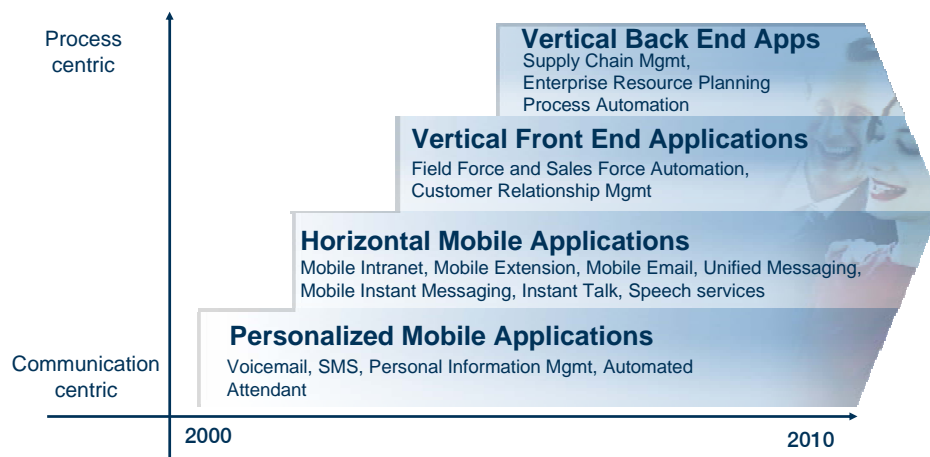 Process
centric
Vertical Back End Apps
Supply Chain Mgmt,
Enterprise Resource Planning
Process Automation
Vertical Front End Applications
Field Force and Sales Force Automation,
Customer Relationship Mgmt
Horizontal Mobile Applications
Mobile Intranet, Mobile Extension, Mobile Email, Unified Messaging,
Mobile Instant Messaging, Instant Talk, Speech services
Personalized Mobile Applications
Voicemail, SMS, Personal Information Mgmt, Automated
Attendant
Communication
centric
2000
2010